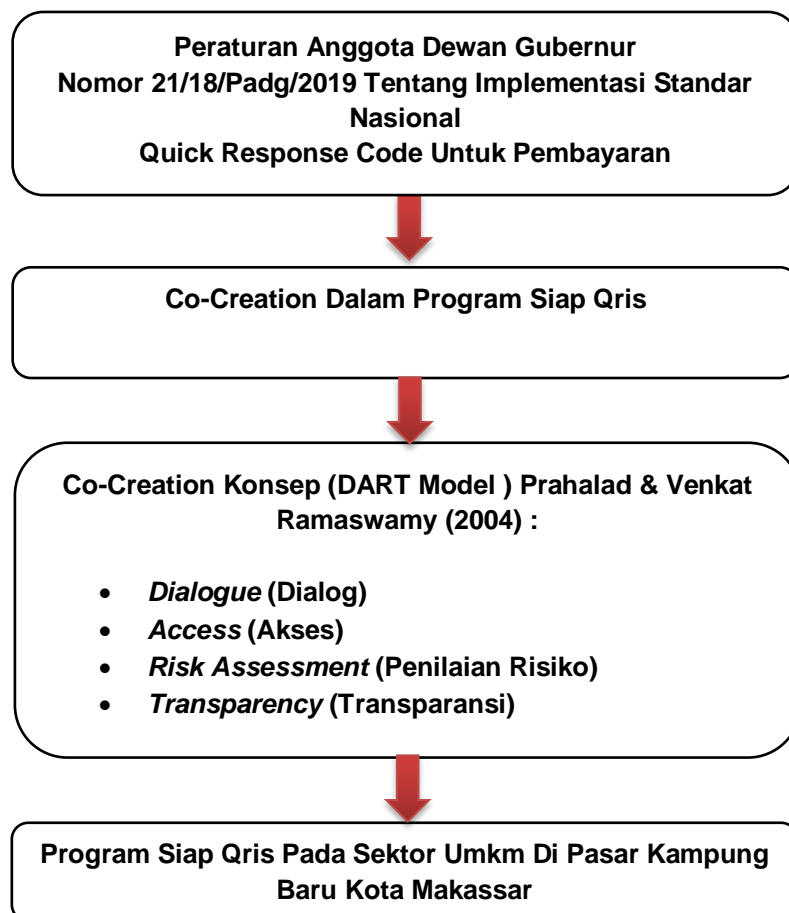 Peraturan Anggota Dewan Gubernur
Nomor 21/18/Padg/2019 Tentang Implementasi Standar
Nasional
Quick Response Code Untuk Pembayaran
Co-Creation Dalam Program Siap Qris
Co-Creation Konsep (DART Model ) Prahalad & Venkat
Ramaswamy (2004) :
• Dialogue (Dialog)
• Access (Akses)
• Risk Assessment (Penilaian Risiko)
• Transparency (Transparansi)
Program Siap Qris Pada Sektor Umkm Di Pasar Kampung
Baru Kota Makassar